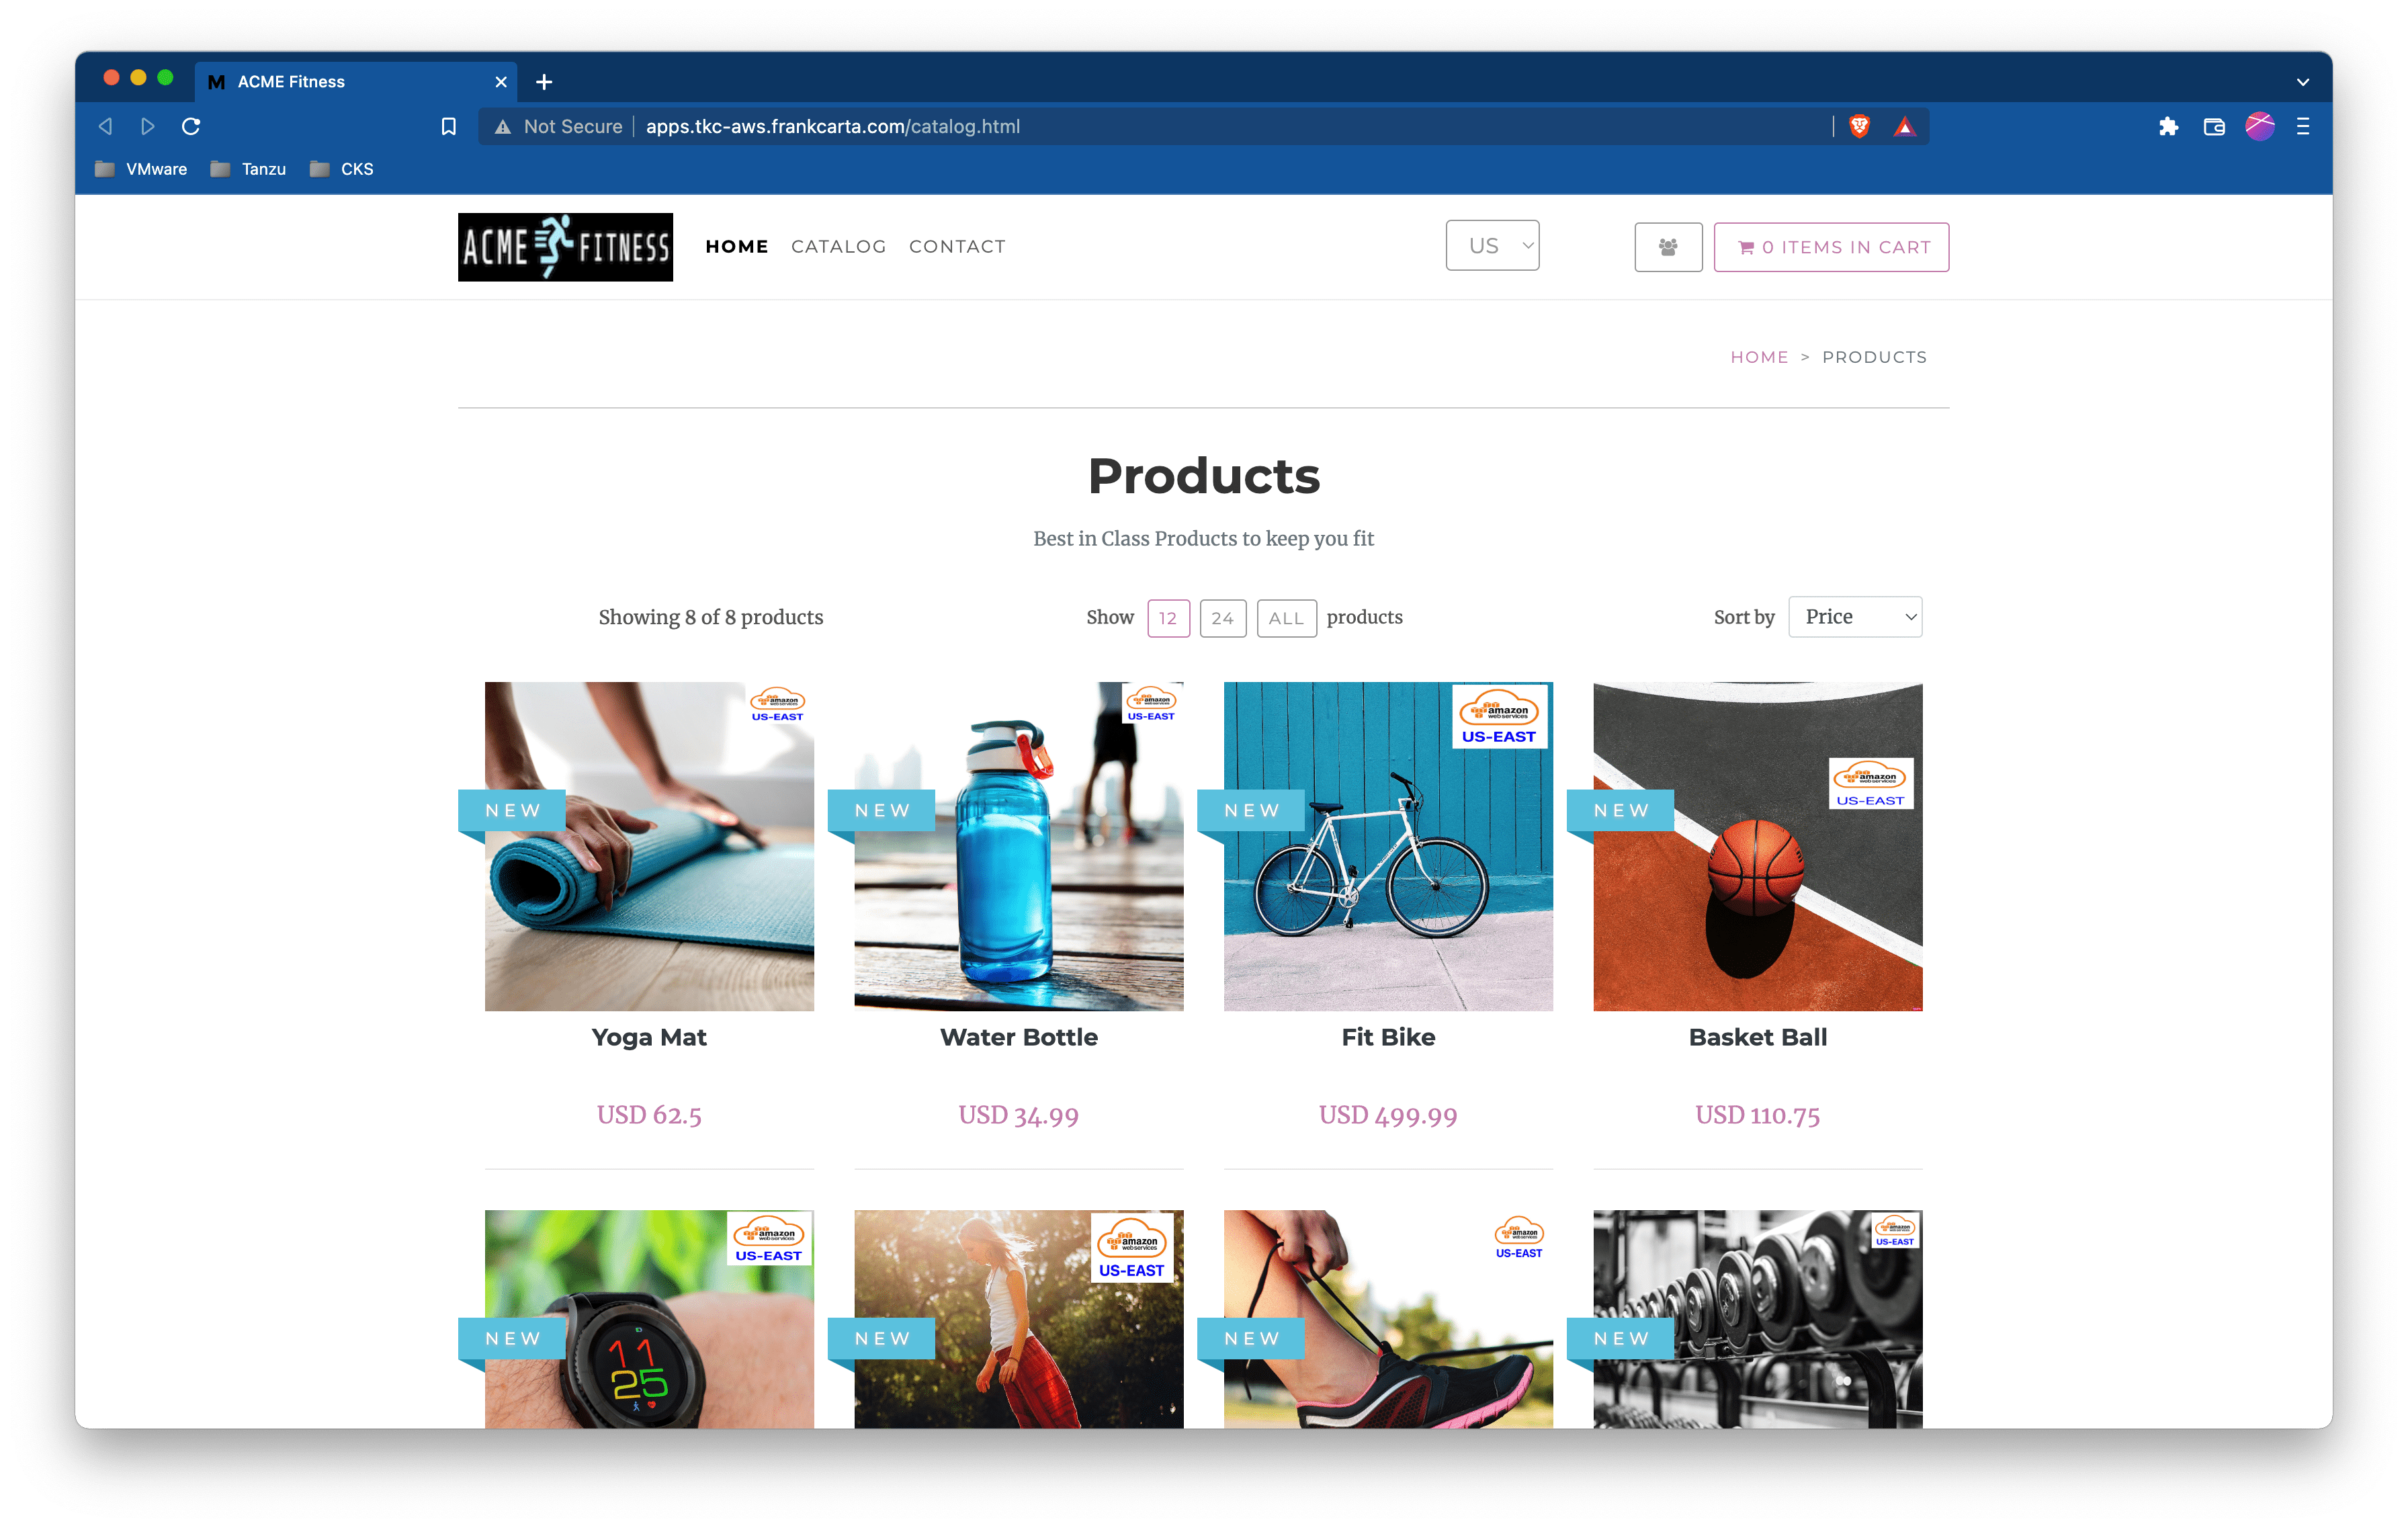 M ACME Fitness
Not Secure apps.tkc-aws.frankcarta.com/catalog.html
VMware Tanzu CKS
ACME FITNESS HOME CATALOG CONTACT US 0 ITEMS IN CART
HOME > PRODUCTS
Products
Best in Class Products to keep you fit
Showing 8 of 8 products Show 12 24 ALL products Sort by Price
amazon
web services
US-EAST
NEW
amazon
web services
US-EAST
NEW
amazon
web services
US-EAST
NEW
amazon
web services
US-EAST
NEW
Yoga Mat Water Bottle Fit Bike Basket Ball
USD 62.5 USD 34.99 USD 499.99 USD 110.75
amazon
web services
US-EAST
NEW
11
25
amazon
web services
US-EAST
NEW
amazon
web services
US-EAST
NEW
amazon
web services
US-EAST
NEW